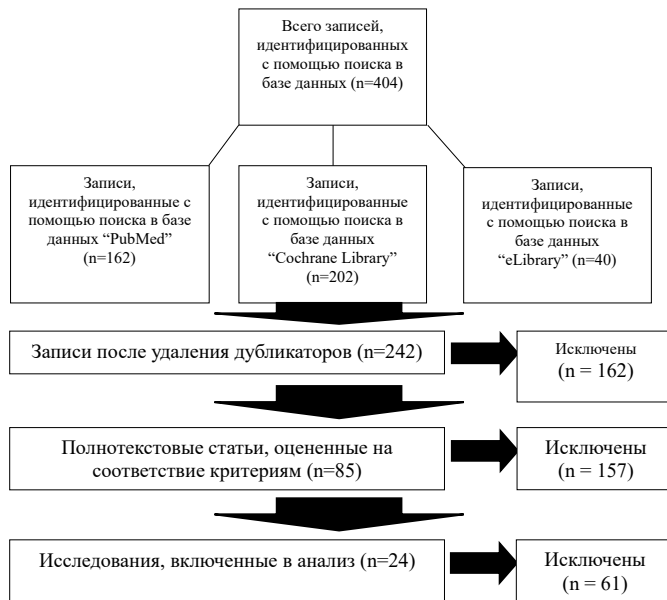 Всего записей,
идентифицированных
с помощью поиска в
базе данных (n=404)
Записи,
идентифицированные с
помощью поиска в базе
данных “PubMed”
(n=162)
Записи,
идентифицированные
с помощью поиска в
базе данных
“Cochrane Library”
(n=202)
Записи,
идентифицированные
с помощью поиска в
базе данных
“eLibrary” (n=40)
Записи после удаления дубликаторов (n=242)
Исключены
(n = 162)
Полнотекстовые статьи, оцененные на
соответствие критериям (n=85)
Исключены
(n = 157)
Исследования, включенные в анализ (n=24)
Исключены
(n = 61)